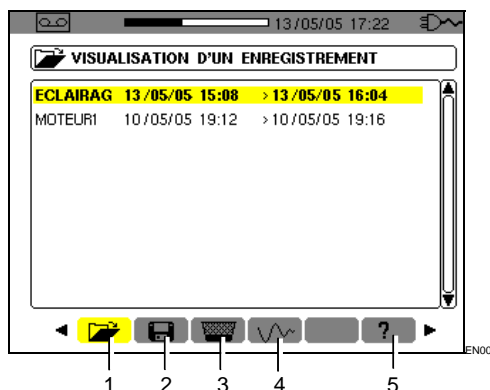 13/05/05 17:22
VISUALISATION D'UN ENREGISTREMENT
ECLAIRAG 13/05/05 15:08 >13/05/05 16:04
MOTEUR1 10/05/05 19:12 >10/05/05 19:16
?
EN00
1 2 3 4 5